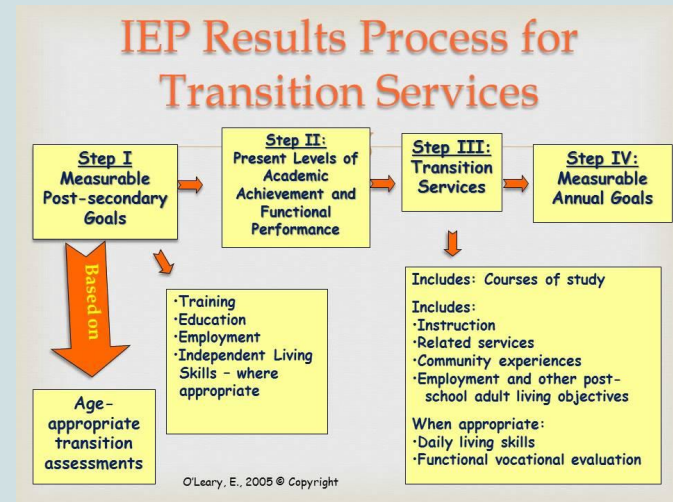 IEP Results Process for
Transition Services
Step I
Measurable
Post-secondary
Goals
Step II:
Present Levels of
Academic
Achievement and
Functional
Performance
Step III:
Transition
Services
Step IV:
Measurable
Annual Goals
Based on
Age-
appropriate
transition
assessments
•Training
•Education
•Employment
•Independent Living
Skills – where
appropriate
Includes: Courses of study
Includes:
•Instruction
•Related services
•Community experiences
•Employment and other post-
school adult living objectives
When appropriate:
•Daily living skills
•Functional vocational evaluation
O'Leary, E., 2005 © Copyright